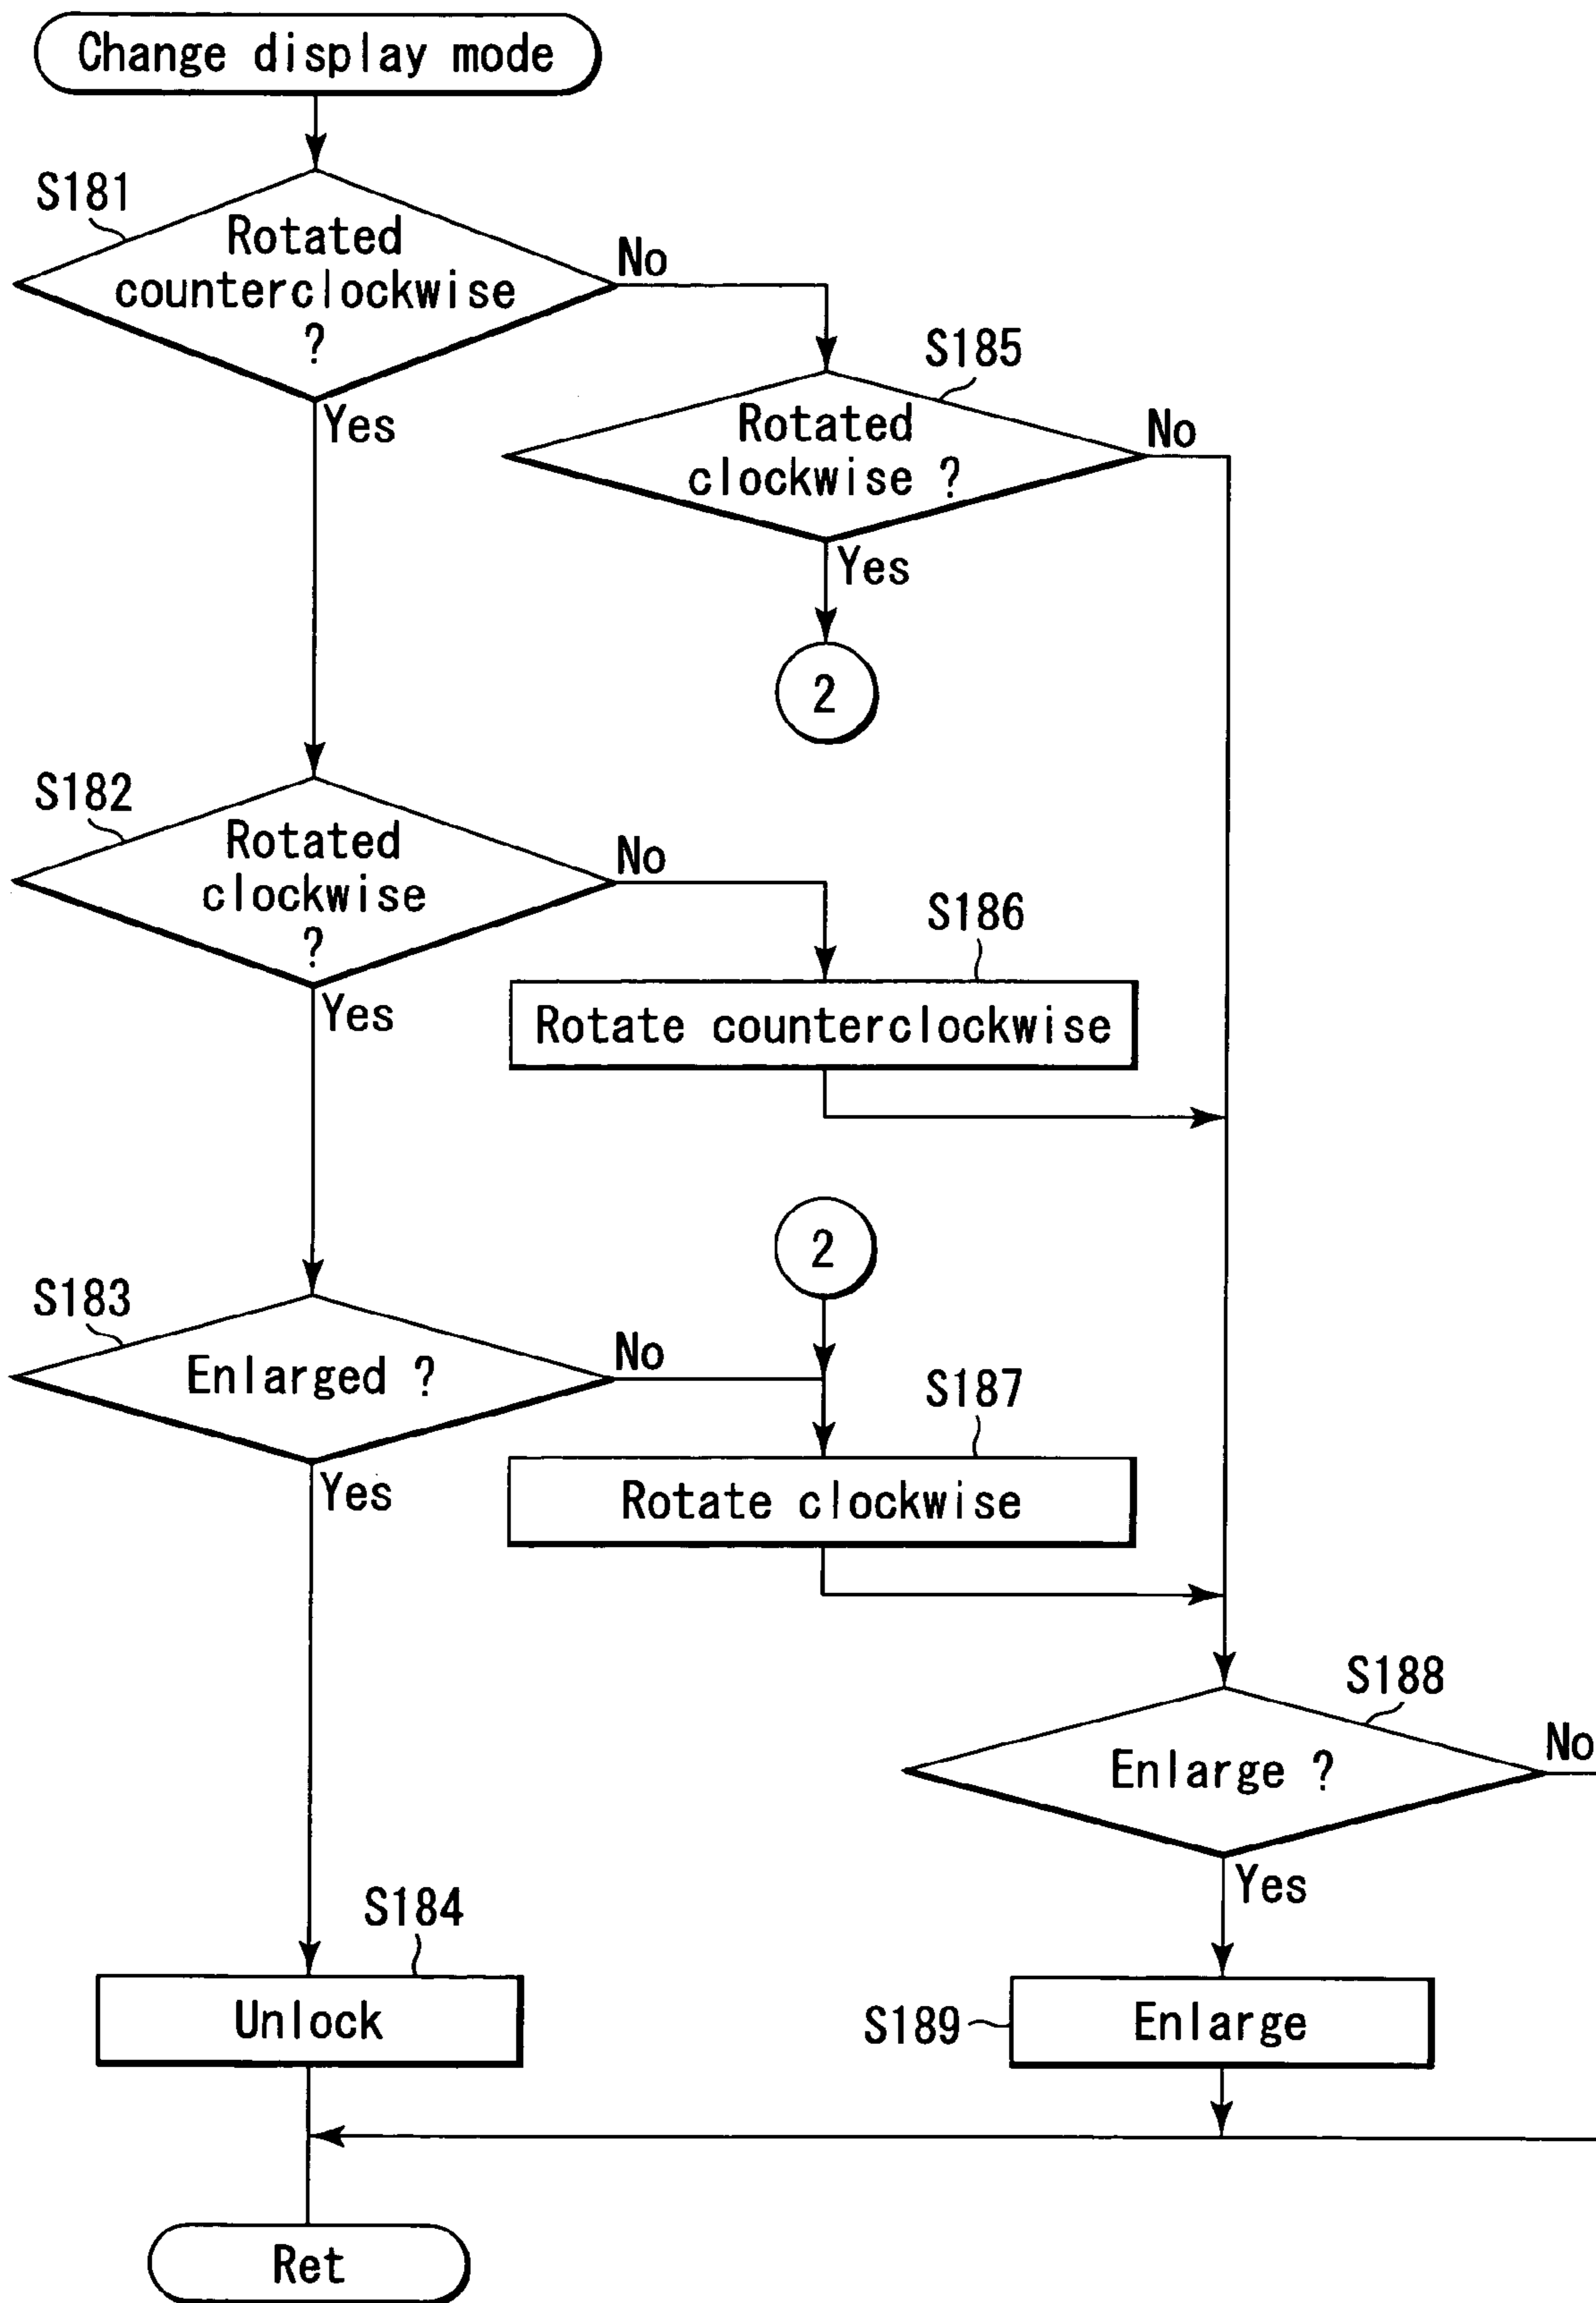 Change display mode
S181
Rotated
counterclockwise
?
No
Yes
S185
Rotated
clockwise ?
No
Yes
2
S182
Rotated
clockwise
?
No
Yes
S186
Rotate counterclockwise
2
S183
Enlarged ?
No
Yes
S187
Rotate clockwise
S188
Enlarge ?
No
Yes
S184
Unlock
S189
Enlarge
Ret